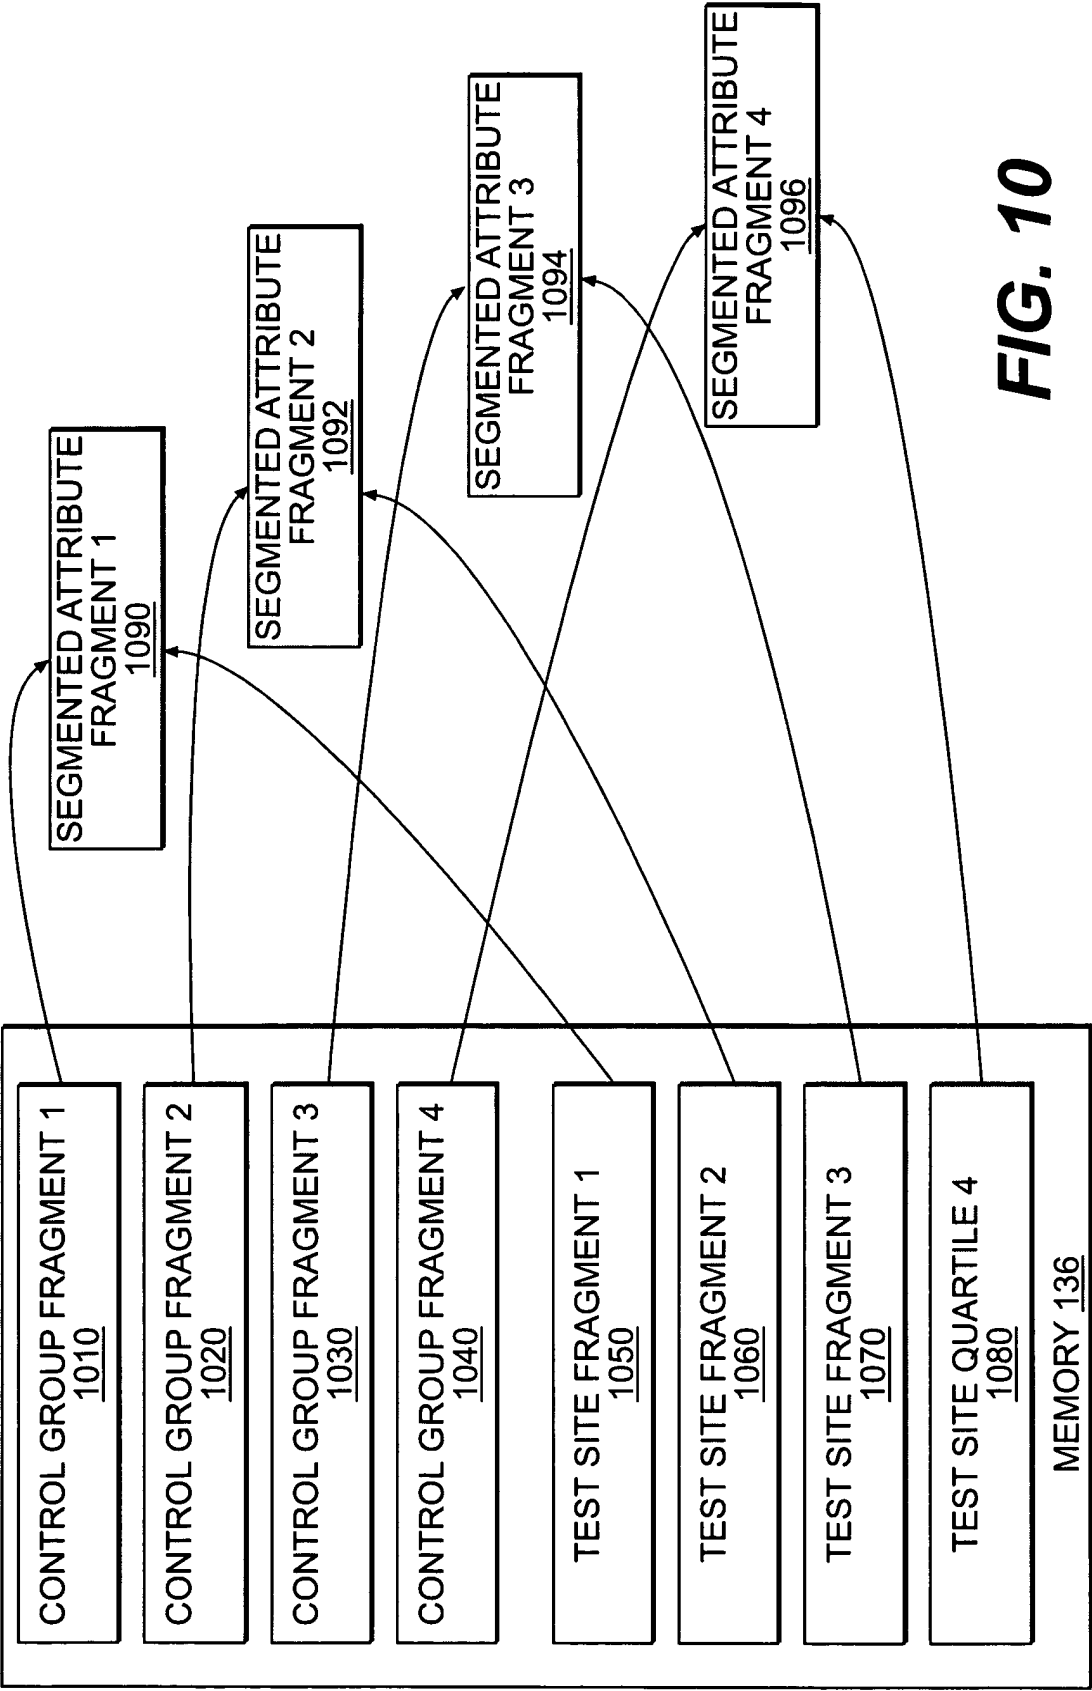 CONTROL GROUP FRAGMENT 1
1010
CONTROL GROUP FRAGMENT 2
1020
CONTROL GROUP FRAGMENT 3
1030
CONTROL GROUP FRAGMENT 4
1040
TEST SITE FRAGMENT 1
1050
TEST SITE FRAGMENT 2
1060
TEST SITE FRAGMENT 3
1070
TEST SITE QUARTILE 4
1080
MEMORY 136
SEGMENTED ATTRIBUTE
FRAGMENT 1
1090
SEGMENTED ATTRIBUTE
FRAGMENT 2
1092
SEGMENTED ATTRIBUTE
FRAGMENT 3
1094
SEGMENTED ATTRIBUTE
FRAGMENT 4
1096
FIG. 10